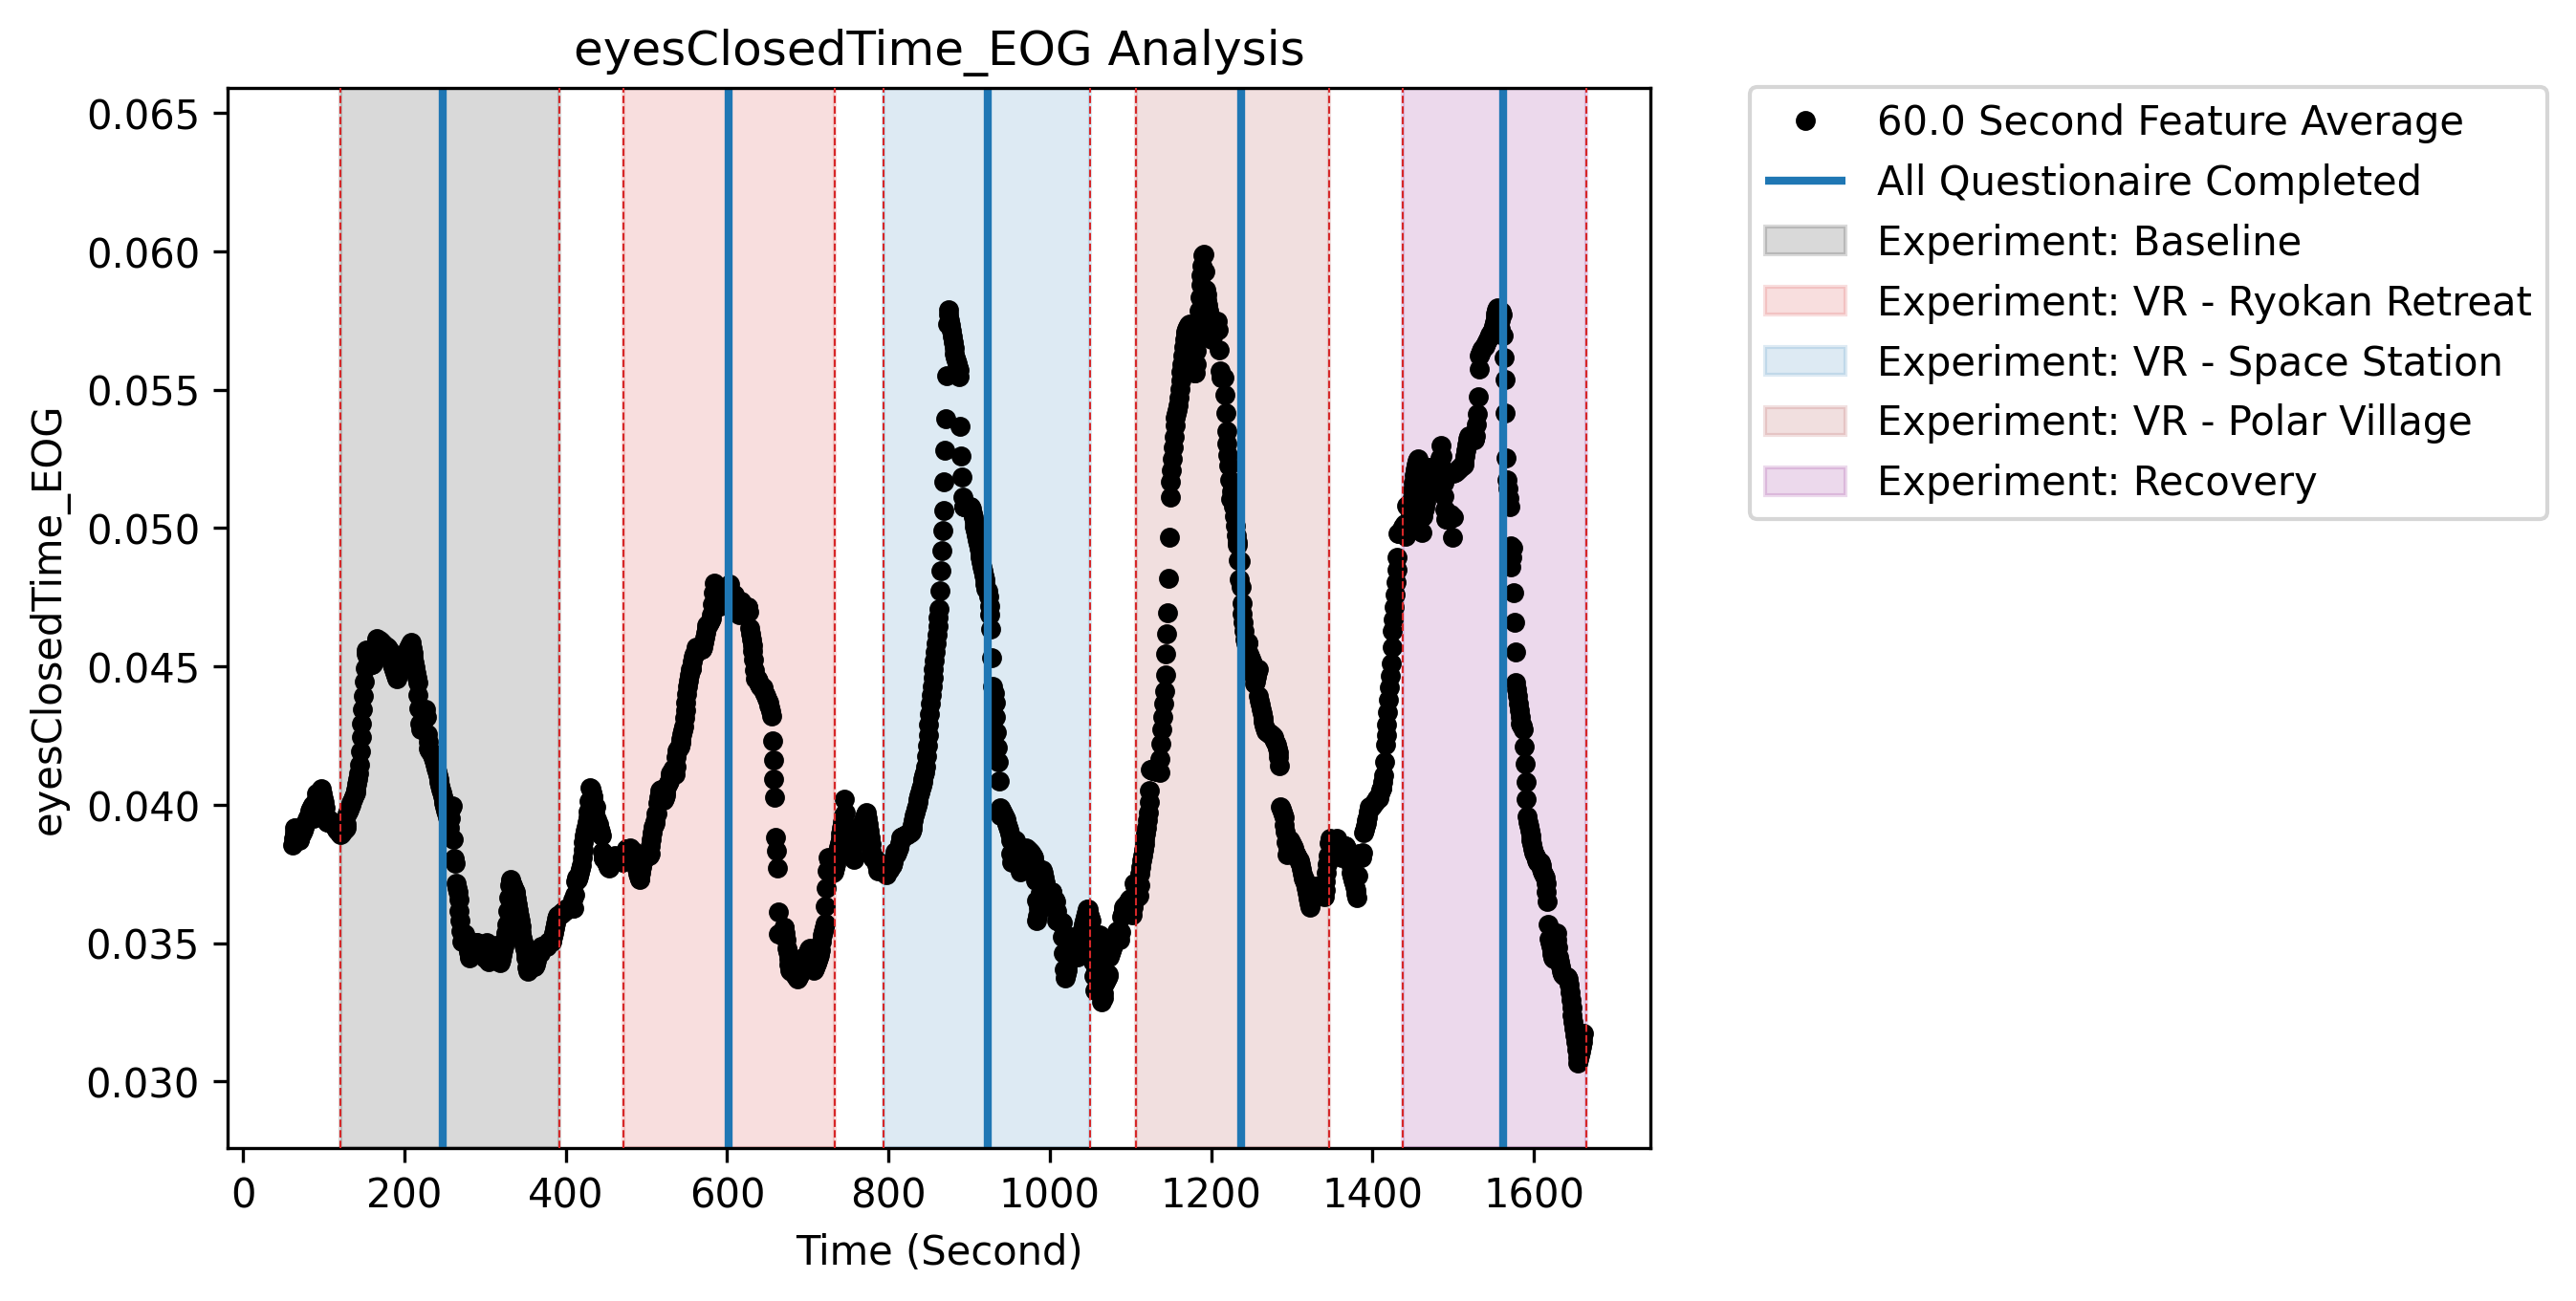 eyesClosedTime_EOG Analysis
0.065
0.060
0.055
0.050
0.045
0.040
0.035
0.030
eyesClosedTime_EOG
0 200 400 600 800 1000 1200 1400 1600
Time (Second)
60.0 Second Feature Average
All Questionaire Completed
Experiment: Baseline
Experiment: VR - Ryokan Retreat
Experiment: VR - Space Station
Experiment: VR - Polar Village
Experiment: Recovery